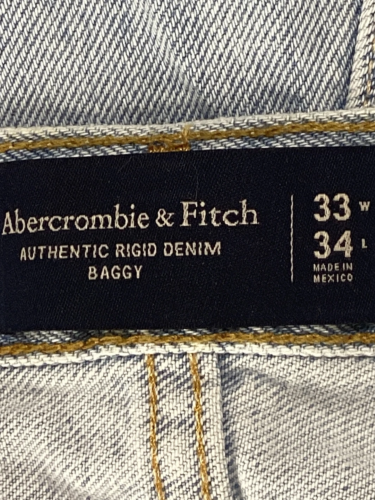 Abercrombie & Fitch
AUTHENTIC RIGID DENIM
BAGGY
33 W
34 L
MADE IN
MEXICO